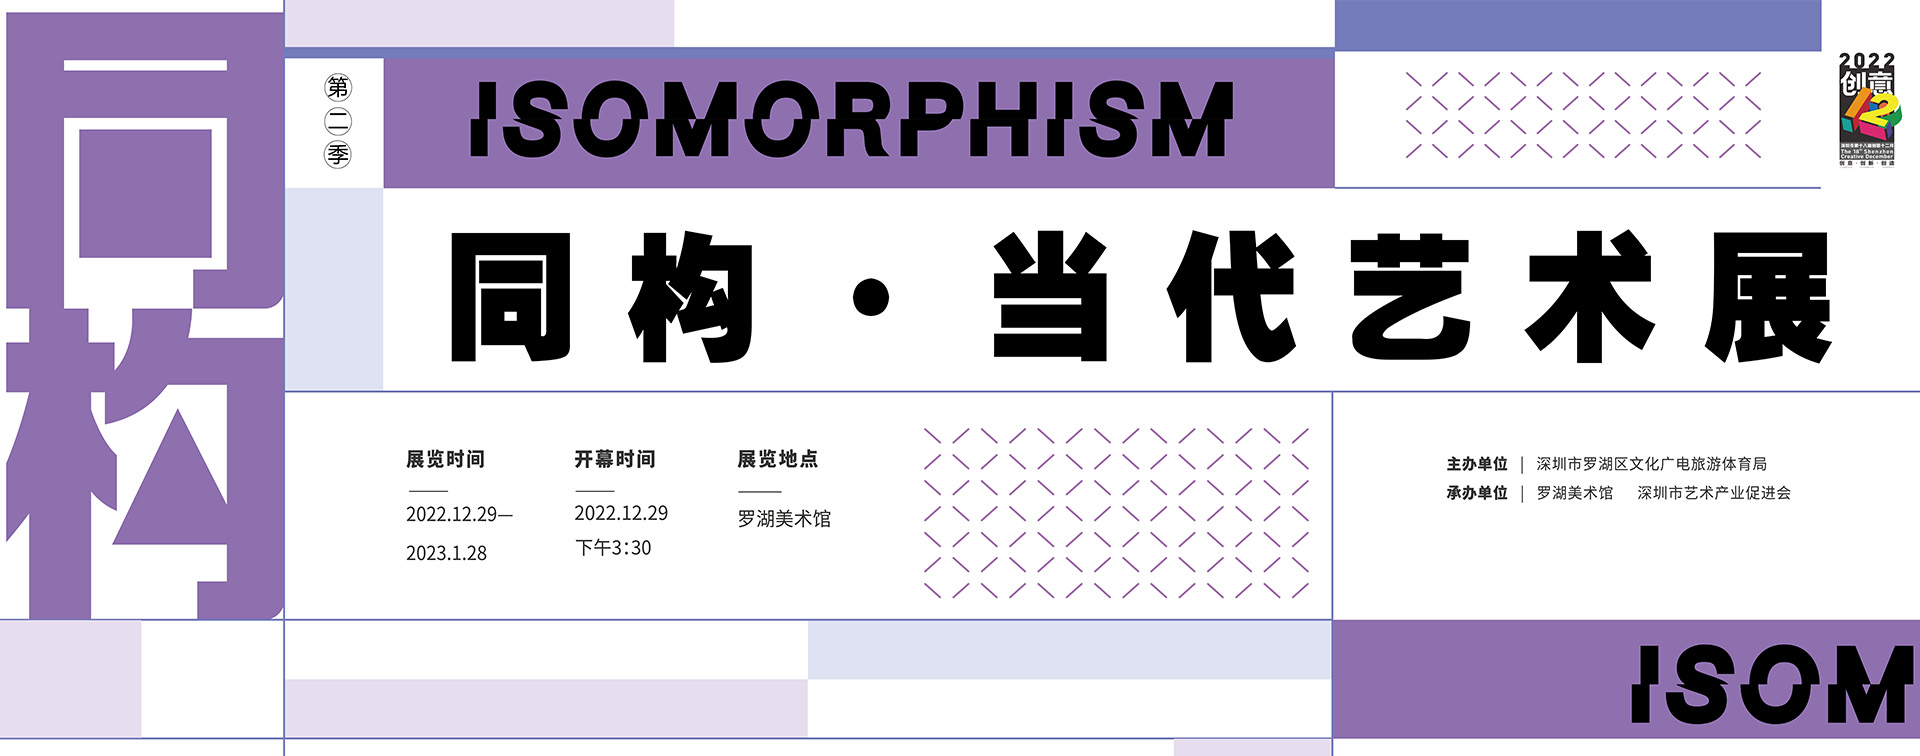 同构
第二季
ISOMORPHISM
2022
创意
12
深圳市第十八届创意十二月
The 18th Shenzhen
Creative December
创意·创新·创造
同构·当代艺术展
展览时间
2022.12.29—
2023.1.28
开幕时间
2022.12.29
下午3:30
展览地点
罗湖美术馆
主办单位 | 深圳市罗湖区文化广电旅游体育局
承办单位 | 罗湖美术馆 深圳市艺术产业促进会
ISOM